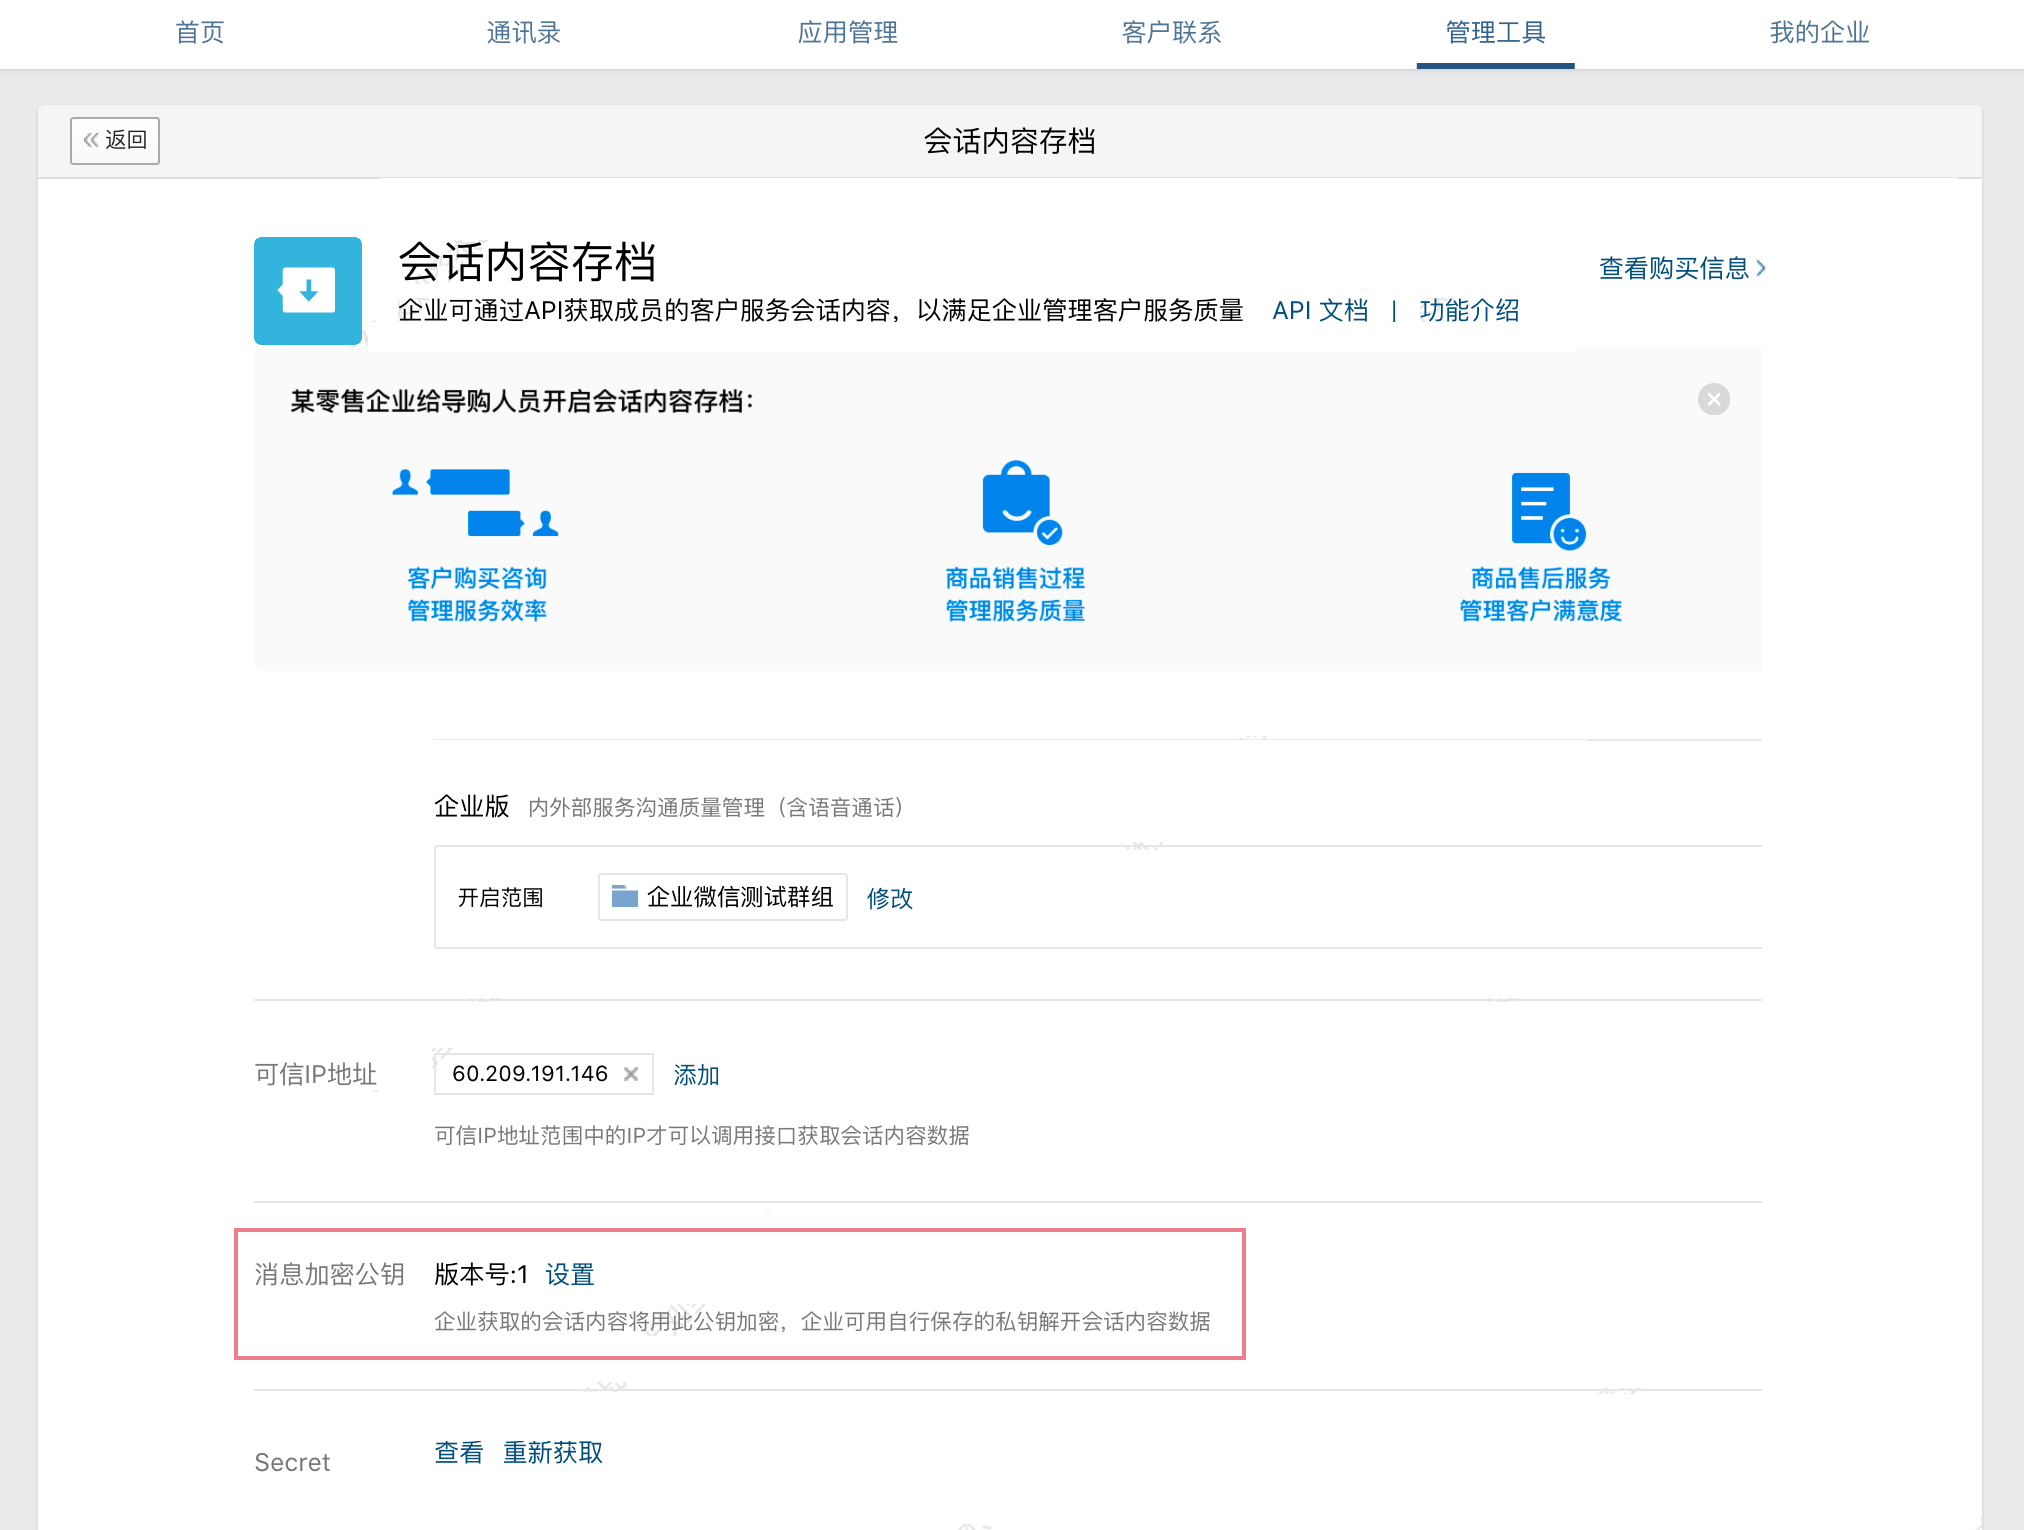 首页 通讯录 应用管理 客户联系 管理工具 我的企业
返回 会话内容存档
会话内容存档
查看购买信息
企业可通过API获取成员的客户服务会话内容，以满足企业管理客户服务质量 API 文档 | 功能介绍
某零售企业给导购人员开启会话内容存档：
客户购买咨询 商品销售过程 商品售后服务
管理服务效率 管理服务质量 管理客户满意度
企业版 内外部服务沟通质量管理（含语音通话）
开启范围 企业微信测试群组 修改
可信IP地址 60.209.191.146 添加
可信IP地址范围中的IP才可以调用接口获取会话内容数据
消息加密公钥 版本号:1 设置
企业获取的会话内容将用此公钥加密，企业可用自行保存的私钥解开会话内容数据
Secret 查看 重新获取